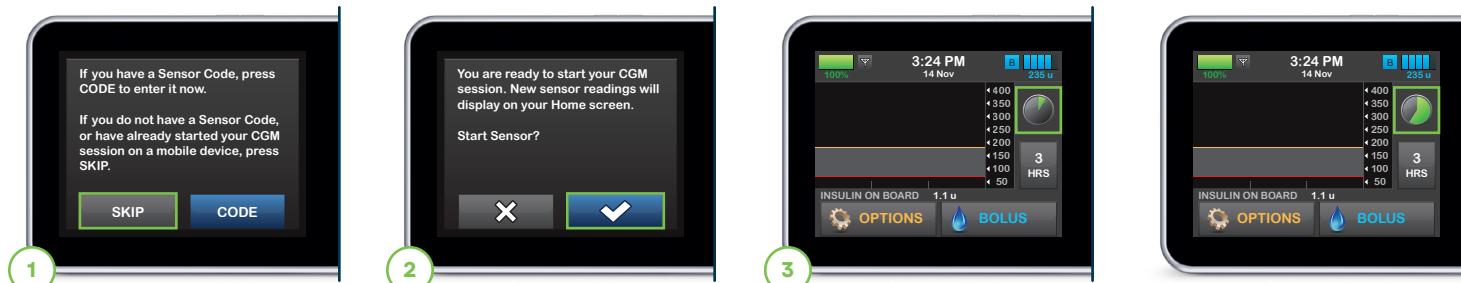 If you have a Sensor Code, press
CODE to enter it now.
If you do not have a Sensor Code,
or have already started your CGM
session on a mobile device, press
SKIP.
SKIP
CODE
1
You are ready to start your CGM
session. New sensor readings will
display on your Home screen.
Start Sensor?
2
3:24 PM
14 Nov
100%
B
235 u
400
350
300
250
200
150
100
50
3
HRS
INSULIN ON BOARD 1.1 u
OPTIONS
BOLUS
3
3:24 PM
14 Nov
100%
B
235 u
400
350
300
250
200
150
100
50
3
HRS
INSULIN ON BOARD 1.1 u
OPTIONS
BOLUS